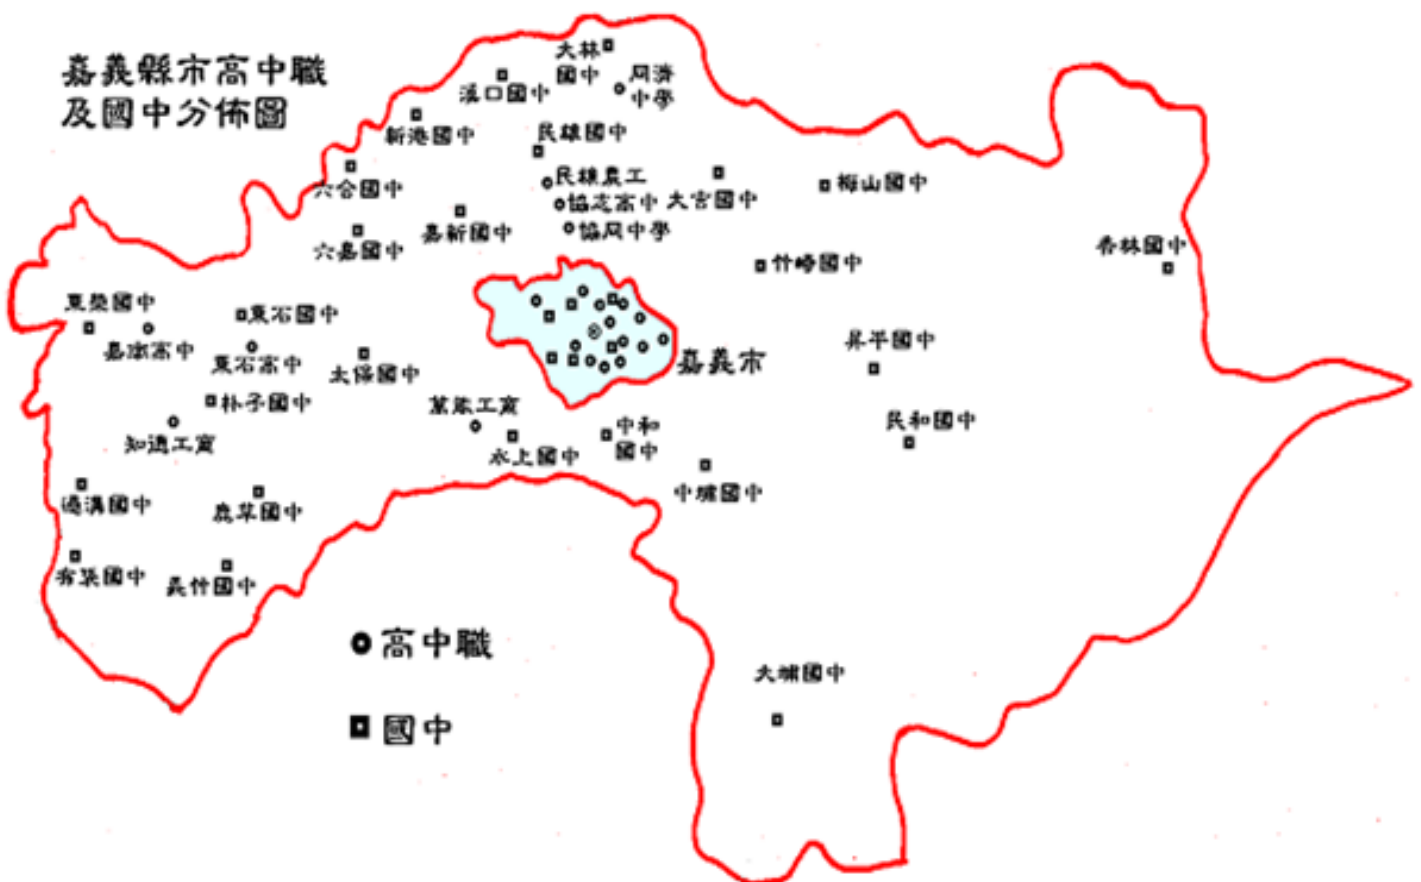 嘉義縣市高中職
及國中分佈圖
大林
國中
同濟
中學
溪口國中
新港國中
民雄國中
六合國中
民雄農工
協志高中
大吉國中
梅山國中
嘉新國中
協同中學
六嘉國中
香林國中
竹崎國中
東榮國中
東石國中
嘉南高中
東石高中
太保國中
昇平國中
嘉義市
朴子國中
萬能工商
中和
國中
民和國中
知通工商
水上國中
中埔國中
過溝國中
鹿草國中
布袋國中
義竹國中
高中職
大埔國中
國中